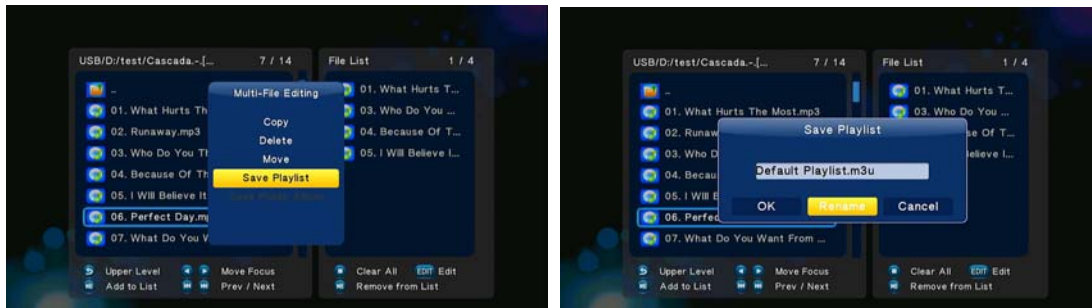 USB/D:/test/Cascada.-.[... 7 / 14
File List 1 / 4
..
01. What Hurts Th
02. Runaway.mp3
03. Who Do You Th
04. Because Of Th
05. I Will Believe It
06. Perfect Day.mp
07. What Do You W
Multi-File Editing
Copy
Delete
Move
Save Playlist
01. What Hurts T...
03. Who Do You ...
04. Because Of T...
05. I Will Believe I...
Upper Level Move Focus
Add to List Prev / Next
Clear All EDIT Edit
Remove from List
USB/D:/test/Cascada.-.[... 7 / 14
File List 1 / 4
..
01. What Hurts The Most.mp3
02. Runaw
03. Who D
04. Becau
05. I Will B
06. Perfec
07. What Do You Want From ...
Save Playlist
Default Playlist.m3u
OK Rename Cancel
01. What Hurts T...
03. Who Do You ...
se Of T...
elieve I...
Upper Level Move Focus
Add to List Prev / Next
Clear All EDIT Edit
Remove from List